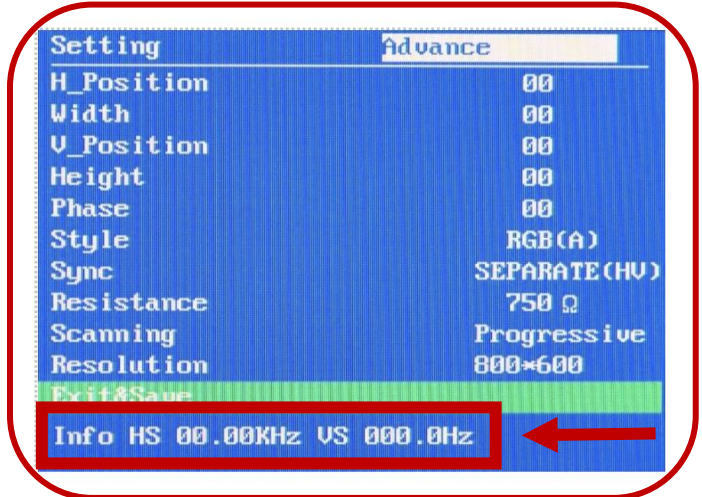 Setting Advance
H_Position 00
Width 00
V_Position 00
Height 00
Phase 00
Style RGB(A)
Sync SEPARATE(HV)
Resistance 750 Ω
Scanning Progressive
Resolution 800*600
Exit&Save
Info HS 00.00KHz VS 000.0Hz